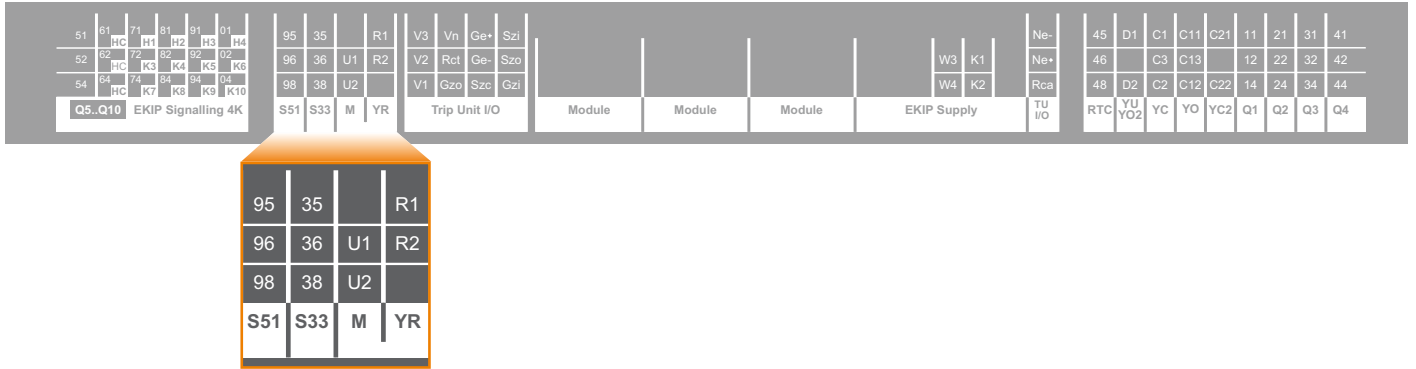 51 61 HC 71 H1 81 H2 91 H3 01 H4 95 35 R1 V3 Vn Ge+ Szi Ne- 45 D1 C1 C11 C21 11 21 31 41
52 62 HC 72 K3 82 K4 92 K5 02 K6 96 36 U1 R2 V2 Rct Ge- Szo W3 K1 Ne+ 46 C3 C13 12 22 32 42
54 64 HC 74 K7 84 K8 94 K9 04 K10 98 38 U2 V1 Gzo Szc Gzi W4 K2 Rca 48 D2 C2 C12 C22 14 24 34 44
Q5..Q10 EKIP Signalling 4K S51 S33 M YR Trip Unit I/O Module Module Module EKIP Supply TU I/O RTC YU YO2 YC YO YC2 Q1 Q2 Q3 Q4
95 35 R1
96 36 U1 R2
98 38 U2
S51 S33 M YR